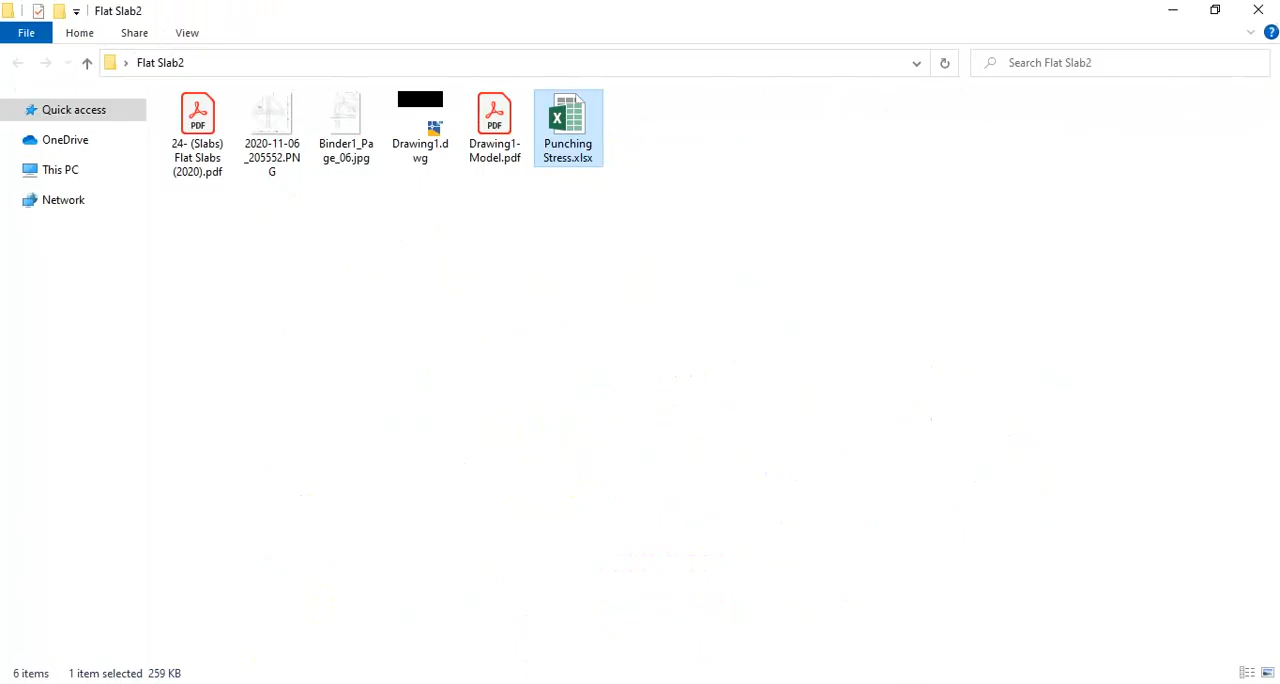 Flat Slab2
File
Home
Share
View
Flat Slab2
Search Flat Slab2
Quick access
OneDrive
This PC
Network
PDF
24- (Slabs)
Flat Slabs
(2020).pdf
2020-11-06
_205552.PN
G
Binder1_Pa
ge_06.jpg
Drawing1.d
wg
PDF
Drawing1-
Model.pdf
X
Punching
Stress.xlsx
6 items
1 item selected 259 KB